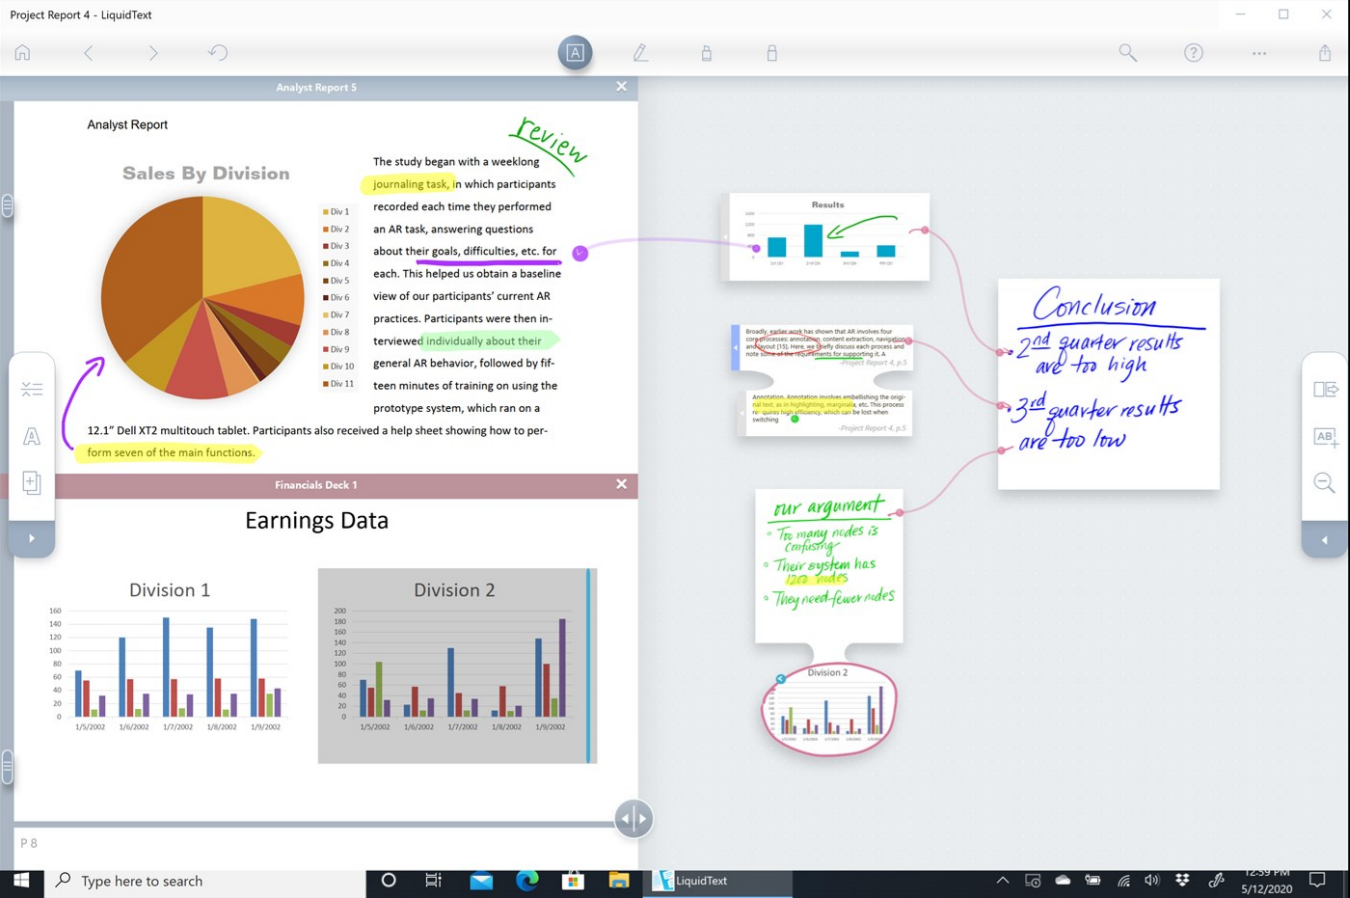 Project Report 4 - LiquidText
Analyst Report 5
Analyst Report
review
Sales By Division
Div 1
Div 2
Div 3
Div 4
Div 5
Div 6
Div 7
Div 8
Div 9
Div 10
Div 11
The study began with a weeklong
journaling task, in which participants
recorded each time they performed
an AR task, answering questions
about their goals, difficulties, etc. for
each. This helped us obtain a baseline
view of our participants' current AR
practices. Participants were then in-
terviewed individually about their
general AR behavior, followed by fif-
teen minutes of training on using the
prototype system, which ran on a
12.1" Dell XT2 multitouch tablet. Participants also received a help sheet showing how to per-
form seven of the main functions.
Financials Deck 1
Earnings Data
Division 1
160
140
120
100
80
60
40
20
0
1/5/2002 1/6/2002 1/7/2002 1/8/2002 1/9/2002
Division 2
200
180
160
140
120
100
80
60
40
20
0
1/5/2002 1/6/2002 1/7/2002 1/8/2002 1/9/2002
P 8
Results
Broadly, earlier work has shown that AR involves four
core processes: annotation, content extraction, navigation
and layout [15]. Here, we briefly discuss each process and
note some of the requirements for supporting it. A
-Project Report 4, p.5
Annotation. Annotation involves embellishing the origi-
nal text, as in highlighting, marginalia, etc. This process
re- quires high efficiency, which can be lost when
switching
-Project Report 4, p.5
our argument
Too many nodes is
confusing
Their system has
1200 nodes
They need fewer nodes
Division 2
Conclusion
2nd quarter results
are too high
3rd quarter results
are too low
Type here to search
LiquidText
12:59 PM
5/12/2020